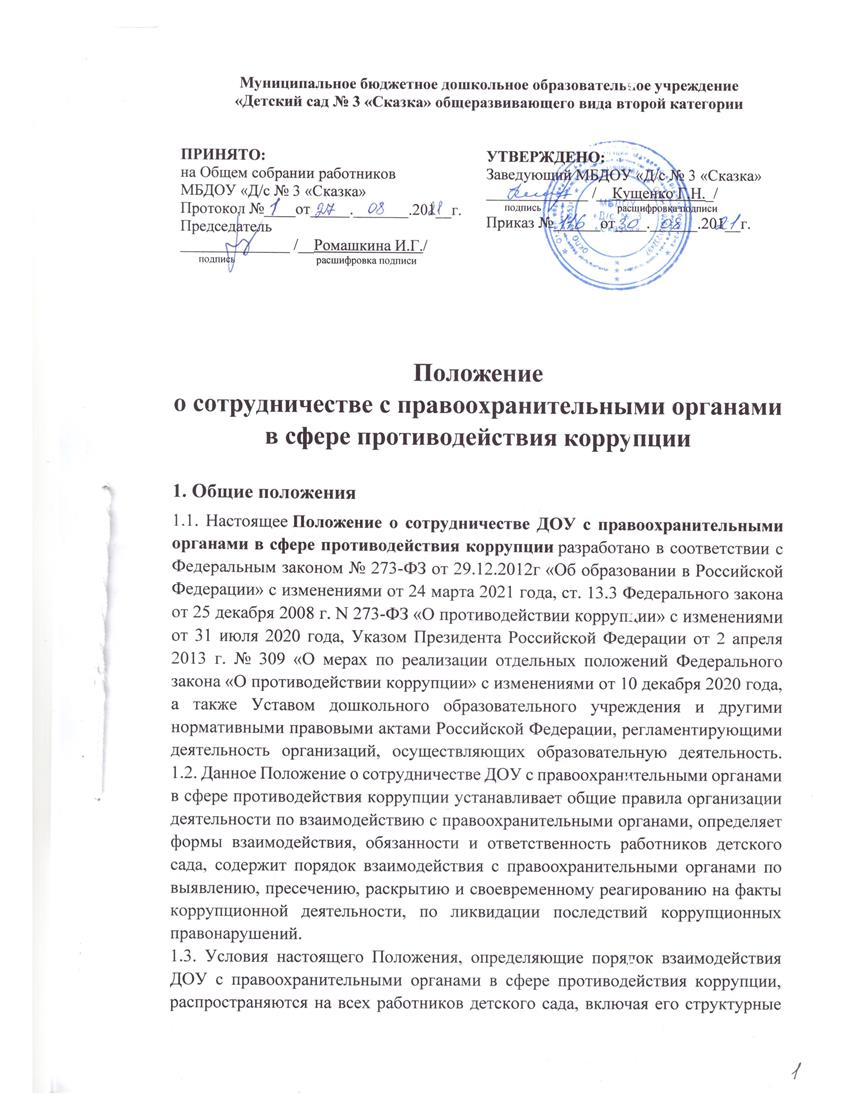 Муниципальное бюджетное дошкольное образовательное учреждение
«Детский сад № 3 «Сказка» общеразвивающего вида второй категории
ПРИНЯТО:
на Общем собрании работников
МБДОУ «Д/с № 3 «Сказка»
Протокол № 1 от 27 . 08 .2021 г.
Председатель
/ Ромашкина И.Г./
подпись расшифровка подписи
УТВЕРЖДЕНО:
Заведующий МБДОУ «Д/с № 3 «Сказка»
/ Кущенко Г.Н. /
подпись расшифровка подписи
Приказ № от 30 . 08 .2021 г.
Положение
о сотрудничестве с правоохранительными органами
в сфере противодействия коррупции
1. Общие положения
1.1. Настоящее Положение о сотрудничестве ДОУ с правоохранительными
органами в сфере противодействия коррупции разработано в соответствии с
Федеральным законом № 273-ФЗ от 29.12.2012г «Об образовании в Российской
Федерации» с изменениями от 24 марта 2021 года, ст. 13.3 Федерального закона
от 25 декабря 2008 г. N 273-ФЗ «О противодействии коррупции» с изменениями
от 31 июля 2020 года, Указом Президента Российской Федерации от 2 апреля
2013 г. № 309 «О мерах по реализации отдельных положений Федерального
закона «О противодействии коррупции» с изменениями от 10 декабря 2020 года,
а также Уставом дошкольного образовательного учреждения и другими
нормативными правовыми актами Российской Федерации, регламентирующими
деятельность организаций, осуществляющих образовательную деятельность.
1.2. Данное Положение о сотрудничестве ДОУ с правоохранительными органами
в сфере противодействия коррупции устанавливает общие правила организации
деятельности по взаимодействию с правоохранительными органами, определяет
формы взаимодействия, обязанности и ответственность работников детского
сада, содержит порядок взаимодействия с правоохранительными органами по
выявлению, пресечению, раскрытию и своевременному реагированию на факты
коррупционной деятельности, по ликвидации последствий коррупционных
правонарушений.
1.3. Условия настоящего Положения, определяющие порядок взаимодействия
ДОУ с правоохранительными органами в сфере противодействия коррупции,
распространяются на всех работников детского сада, включая его структурные
1